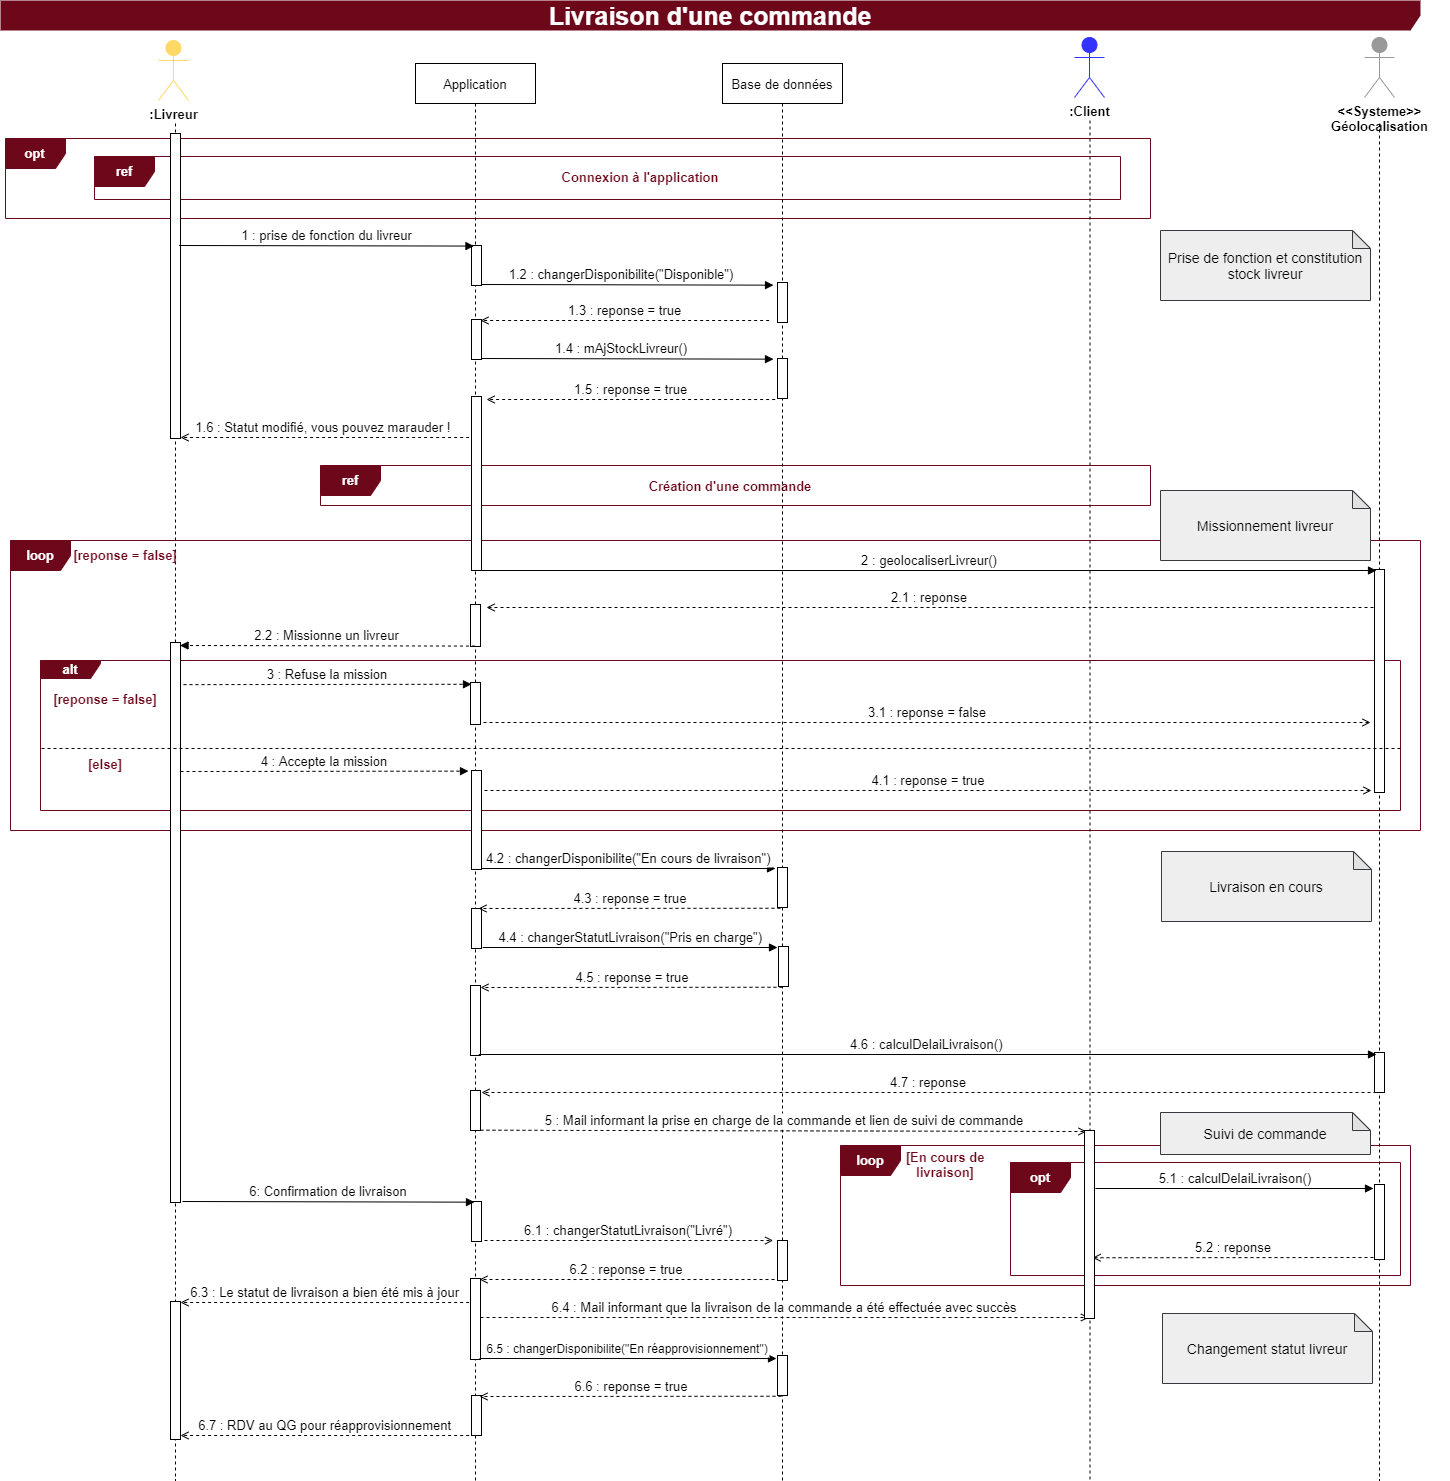 Livraison d'une commande
:Livreur
Application
Base de données
:Client
<<Systeme>>
Géolocalisation
opt
ref
Connexion à l'application
1 : prise de fonction du livreur
Prise de fonction et constitution
stock livreur
1.2 : changerDisponibilite("Disponible")
1.3 : reponse = true
1.4 : mAjStockLivreur()
1.5 : reponse = true
1.6 : Statut modifié, vous pouvez marauder !
ref
Création d'une commande
Missionnement livreur
loop
[reponse = false]
2 : geolocaliserLivreur()
2.1 : reponse
2.2 : Missionne un livreur
alt
[reponse = false]
3 : Refuse la mission
3.1 : reponse = false
[else]
4 : Accepte la mission
4.1 : reponse = true
4.2 : changerDisponibilite("En cours de livraison")
Livraison en cours
4.3 : reponse = true
4.4 : changerStatutLivraison("Pris en charge")
4.5 : reponse = true
4.6 : calculDelaiLivraison()
4.7 : reponse
5 : Mail informant la prise en charge de la commande et lien de suivi de commande
Suivi de commande
loop
[En cours de
livraison]
opt
5.1 : calculDelaiLivraison()
6: Confirmation de livraison
6.1 : changerStatutLivraison("Livré")
5.2 : reponse
6.2 : reponse = true
6.3 : Le statut de livraison a bien été mis à jour
6.4 : Mail informant que la livraison de la commande a été effectuée avec succès
6.5 : changerDisponibilite("En réapprovisionnement")
Changement statut livreur
6.6 : reponse = true
6.7 : RDV au QG pour réapprovisionnement